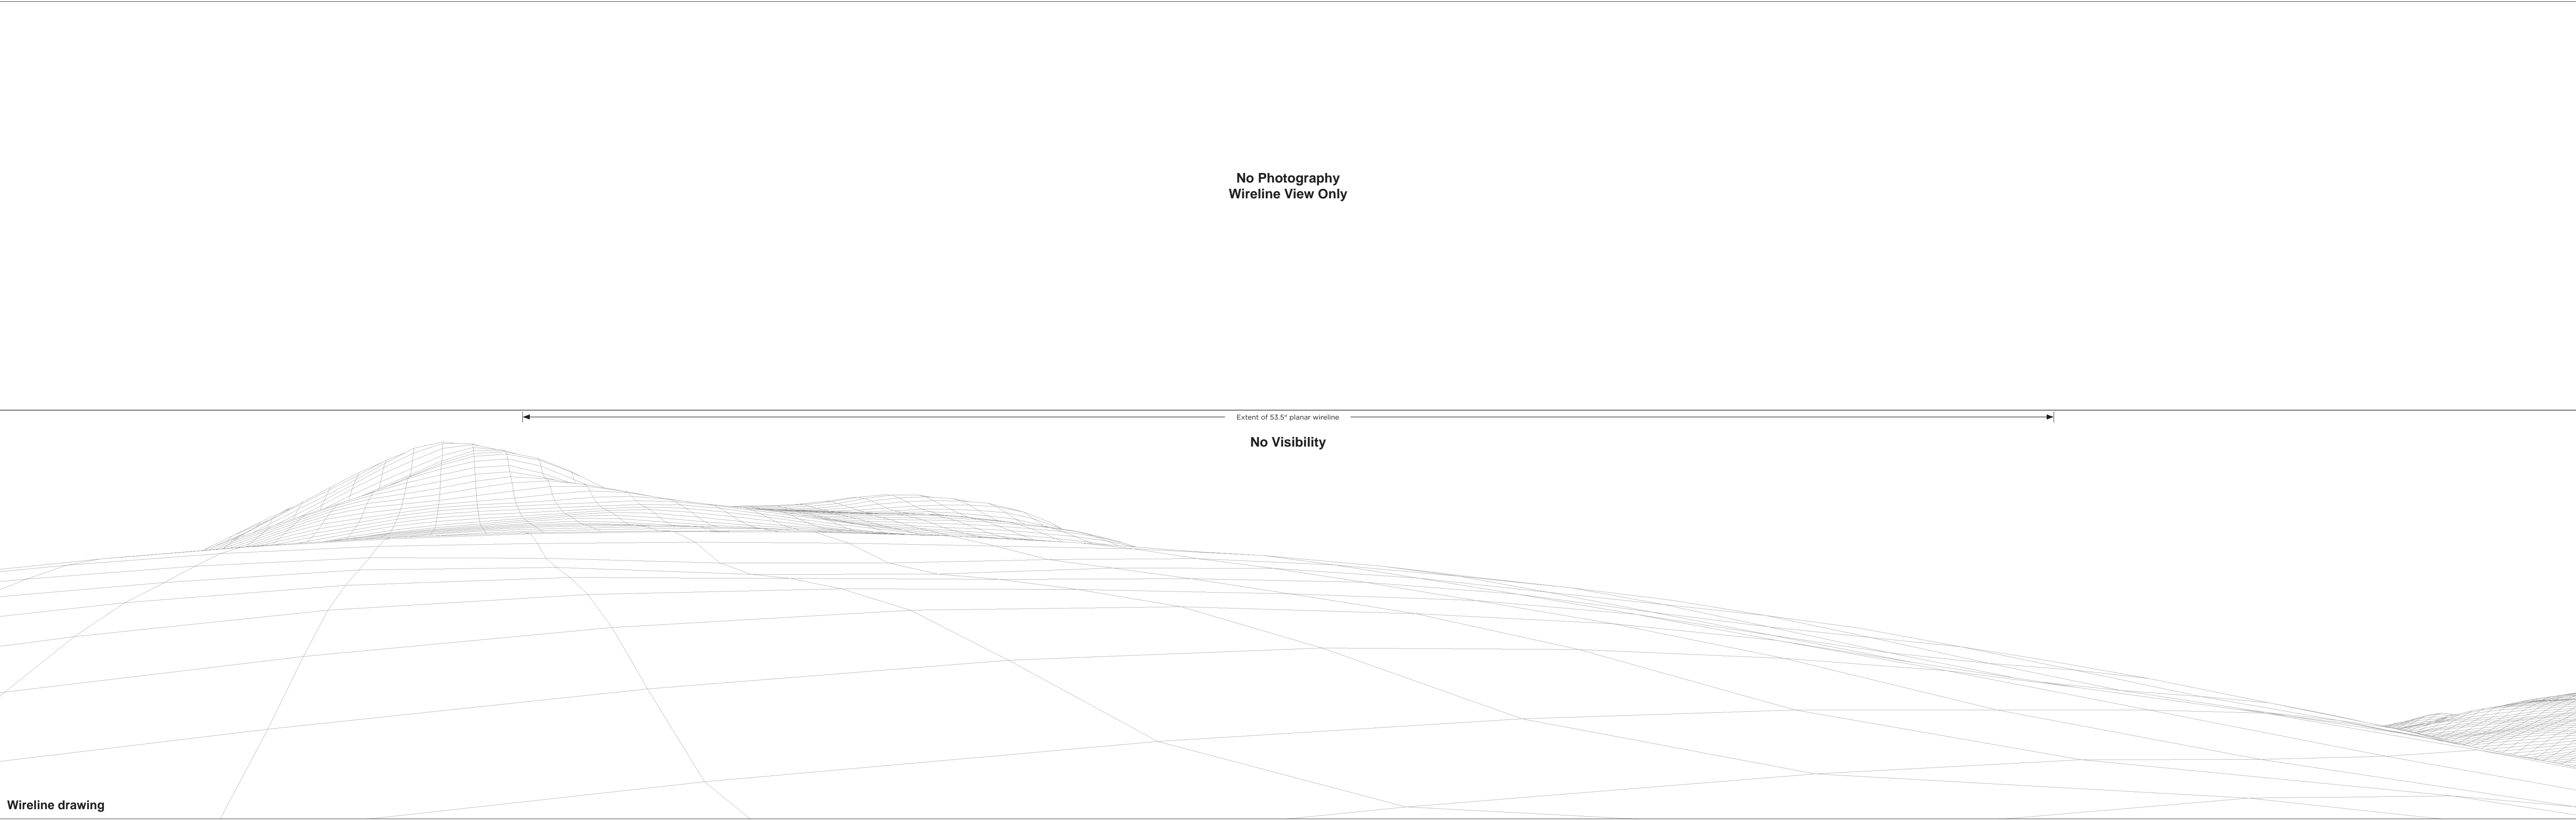 No Photography
Wireline View Only
Extent of 53.5° planar wireline
No Visibility
Wireline drawing